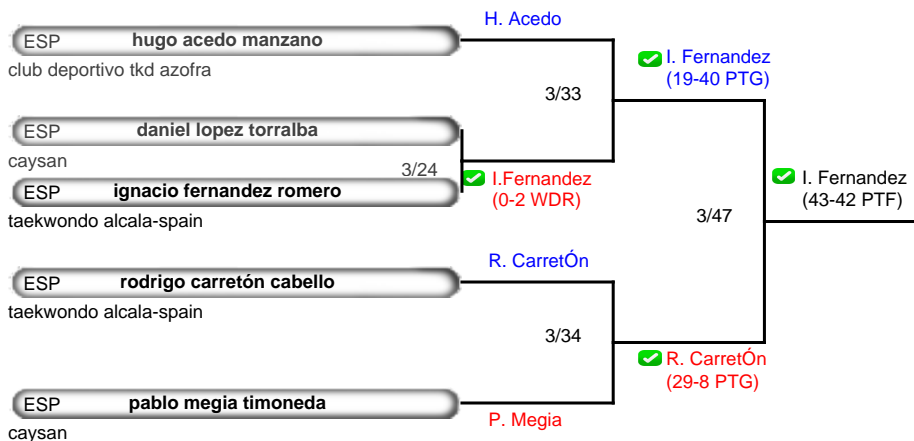 H. Acedo
ESP hugo acedo manzano
club deportivo tkd azofra
3/33
I. Fernandez
(19-40 PTG)
ESP daniel lopez torralba
caysan
3/24
I.Fernandez
(0-2 WDR)
ESP ignacio fernandez romero
taekwondo alcala-spain
3/47
I. Fernandez
(43-42 PTF)
R. CarretÓn
ESP rodrigo carretón cabello
taekwondo alcala-spain
3/34
R. CarretÓn
(29-8 PTG)
ESP pablo megia timoneda
caysan
P. Megia